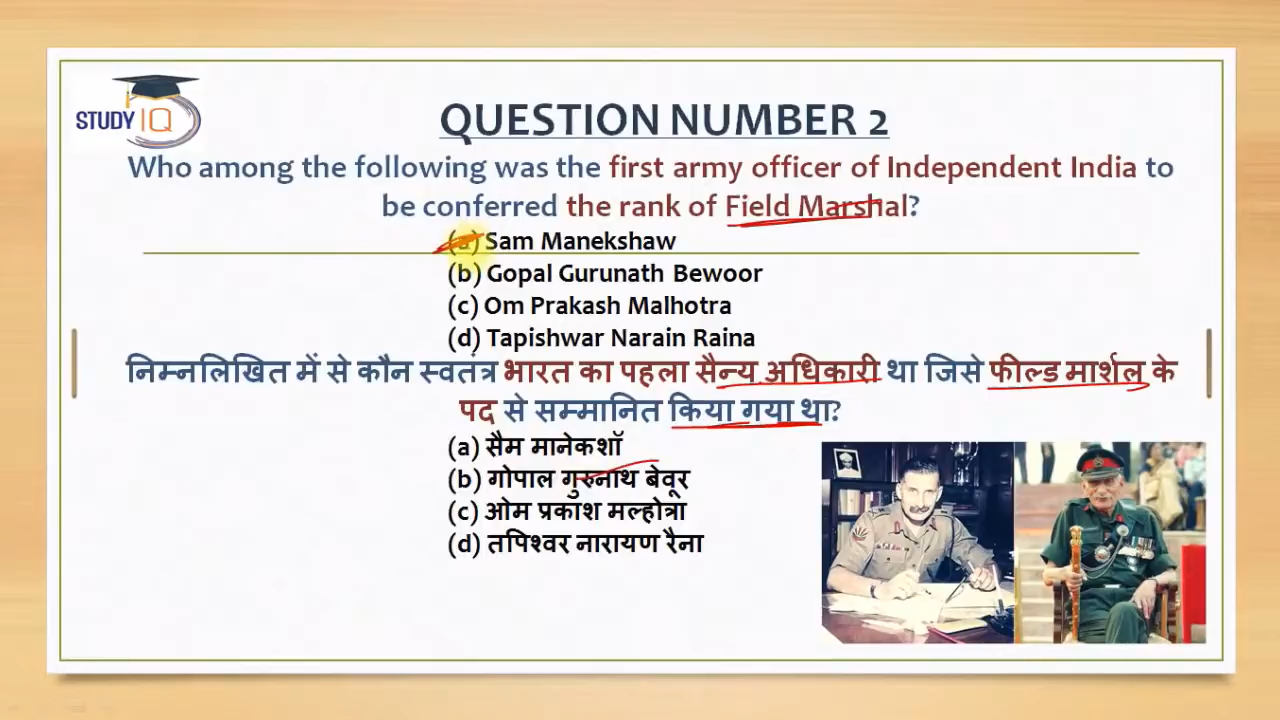 STUDY IQ
QUESTION NUMBER 2
Who among the following was the first army officer of Independent India to
be conferred the rank of Field Marshal?
(a) Sam Manekshaw
(b) Gopal Gurunath Bewoor
(c) Om Prakash Malhotra
(d) Tapishwar Narain Raina
निम्नलिखित में से कौन स्वतंत्र भारत का पहला सैन्य अधिकारी था जिसे फील्ड मार्शल के
पद से सम्मानित किया गया था?
(a) सैम मानेकशॉ
(b) गोपाल गुरुनाथ बेवूर
(c) ओम प्रकाश मल्होत्रा
(d) तपिश्वर नारायण रैना